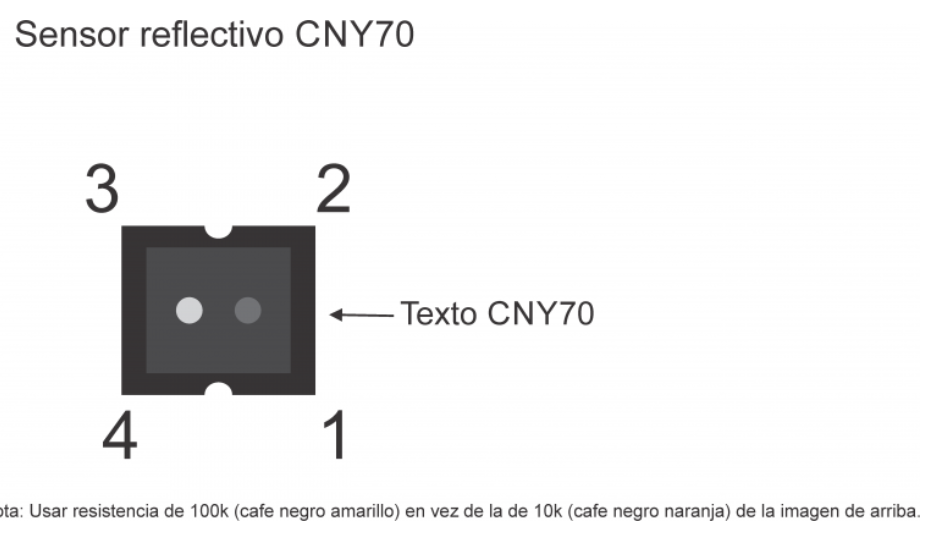 Sensor reflectivo CNY70
3 2
Texto CNY70
4 1
ota: Usar resistencia de 100k (cafe negro amarillo) en vez de la de 10k (cafe negro naranja) de la imagen de arriba.